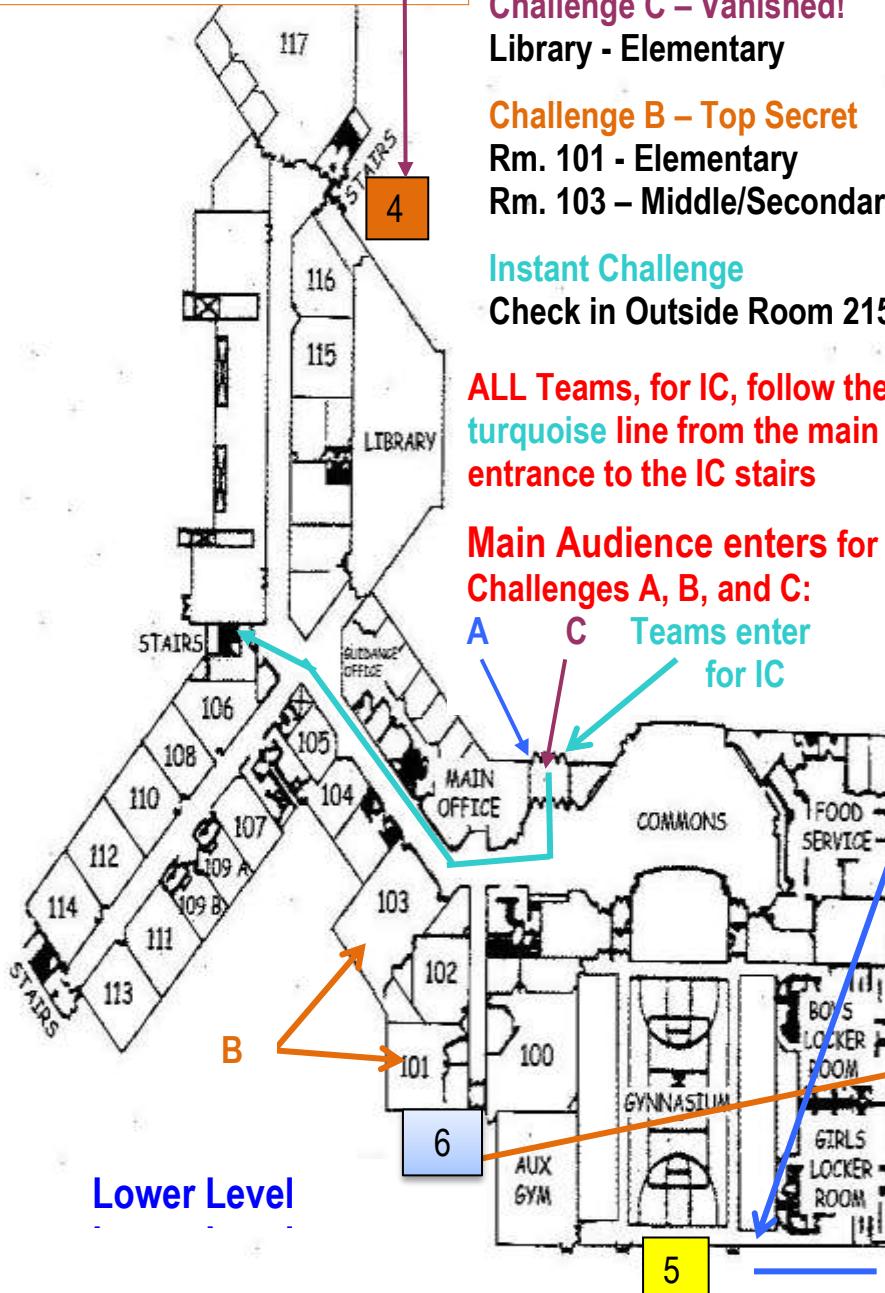 Challenge C – Vanished!
Library - Elementary
Challenge B – Top Secret
Rm. 101 - Elementary
Rm. 103 – Middle/Secondar
Instant Challenge
Check in Outside Room 215
ALL Teams, for IC, follow the
turquoise line from the main
entrance to the IC stairs
Main Audience enters for
Challenges A, B, and C:
A
C
Teams enter
for IC
117
STAIRS
4
116
115
LIBRARY
STAIRS
GUIDANCE
OFFICE
106
108
110
112
114
105
104
107
109 A
109 B
111
113
STAIRS
MAIN
OFFICE
COMMONS
FOOD
SERVICE
103
102
101
100
B
6
AUX
GYM
GYNNASIUM
BOYS
LOCKER
ROOM
GIRLS
LOCKER
ROOM
5
Lower Level